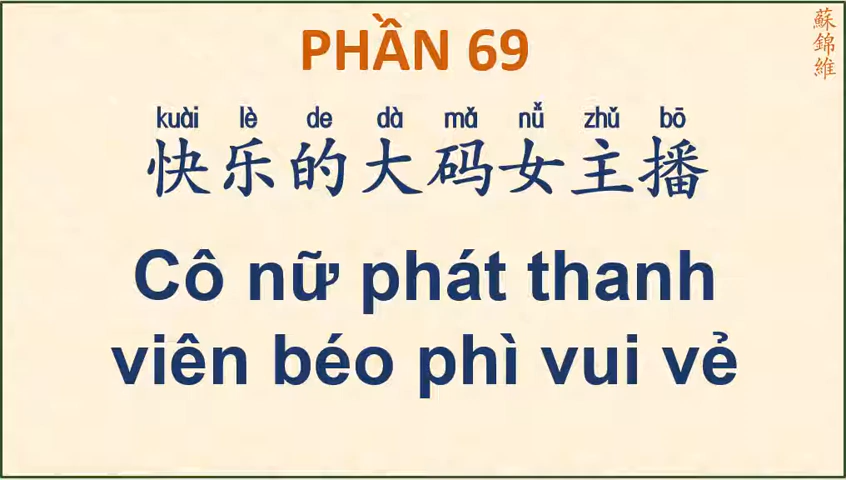 PHẦN 69
蘇錦維
kuài lè de dà mǎ nǚ zhǔ bō
快乐的大码女主播
Cô nữ phát thanh
viên béo phì vui vẻ